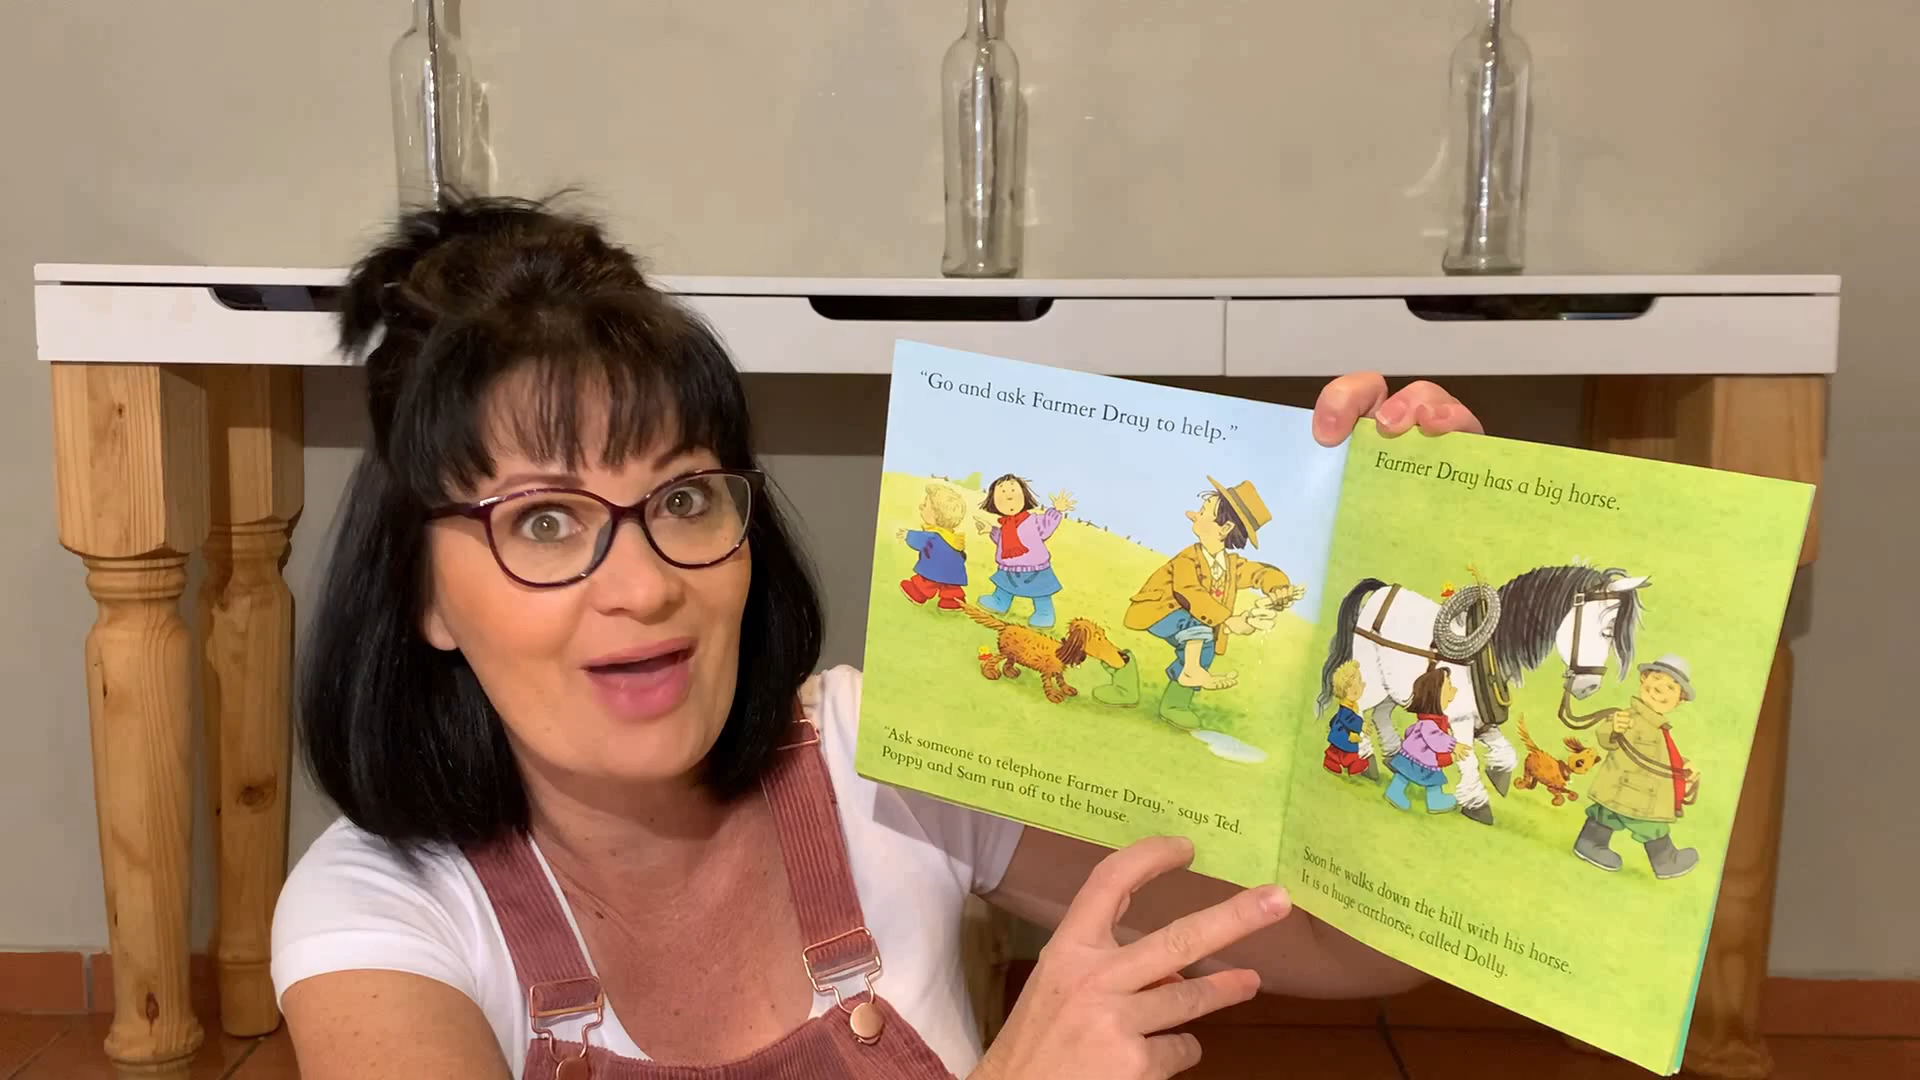 “Go and ask Farmer Dray to help.”
“Ask someone to telephone Farmer Dray,” says Ted.
Poppy and Sam run off to the house.
Farmer Dray has a big horse.
Soon he walks down the hill with his horse.
It is a huge carthorse, called Dolly.